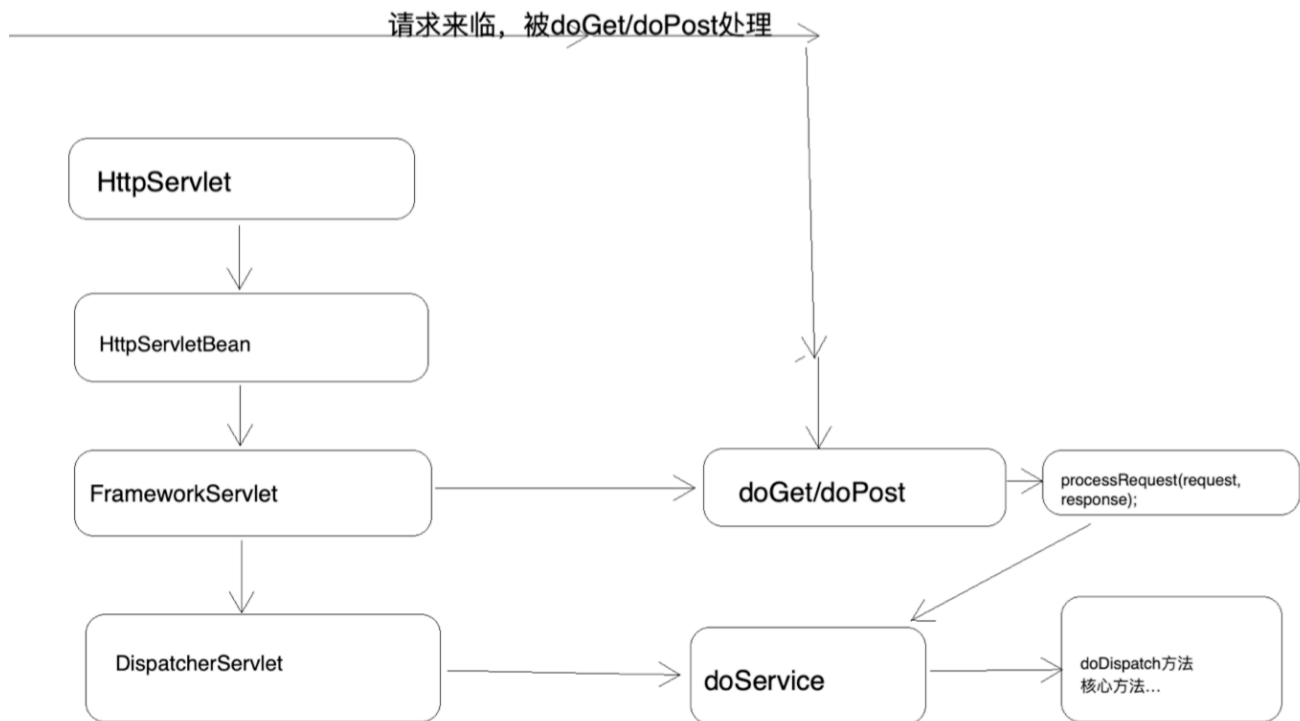 请求来临，被doGet/doPost处理
HttpServlet
HttpServletBean
FrameworkServlet
doGet/doPost
processRequest(request,
response);
DispatcherServlet
doService
doDispatch方法
核心方法...